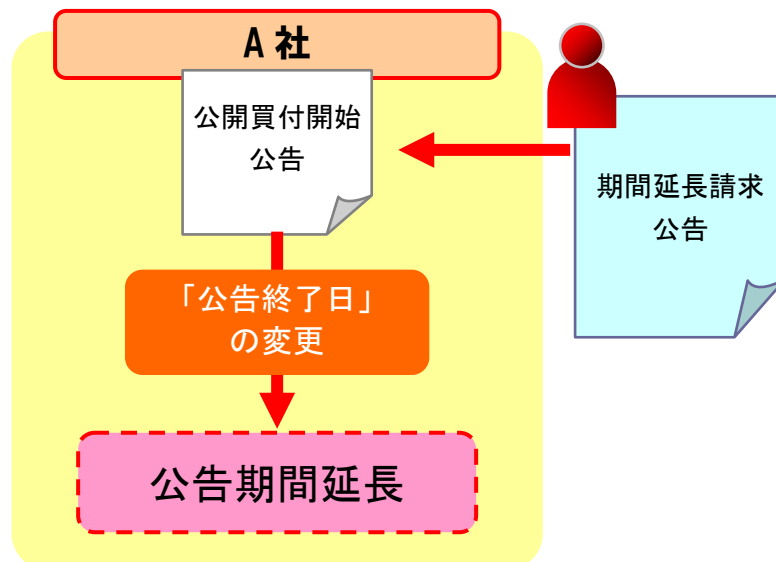 A社
公開買付開始
公告
期間延長請求
公告
「公告終了日」
の変更
公告期間延長